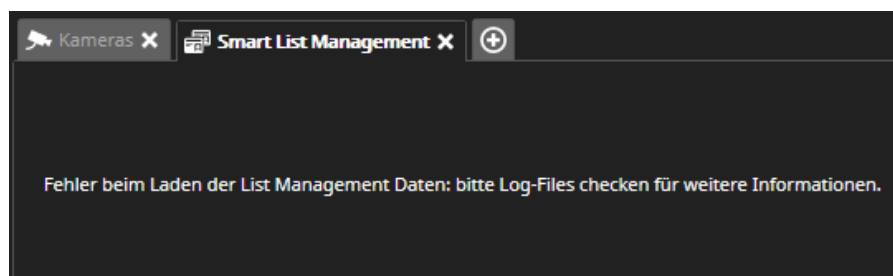 Kameras
Smart List Management
Fehler beim Laden der List Management Daten: bitte Log-Files checken für weitere Informationen.